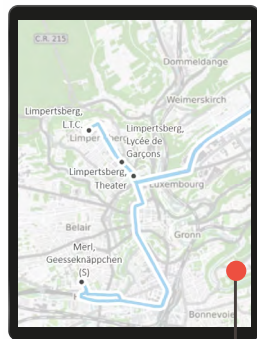 C.R. 215
Dommeldange
Weimerskirch
Limpertsberg,
L.T.C.
Limpertsberg,
Lycée de
Garçons
Limpertsberg,
Theater
Luxembourg
Belair
Gronn
Merl,
Geesseknäppchen
(S)
Bonnevoie